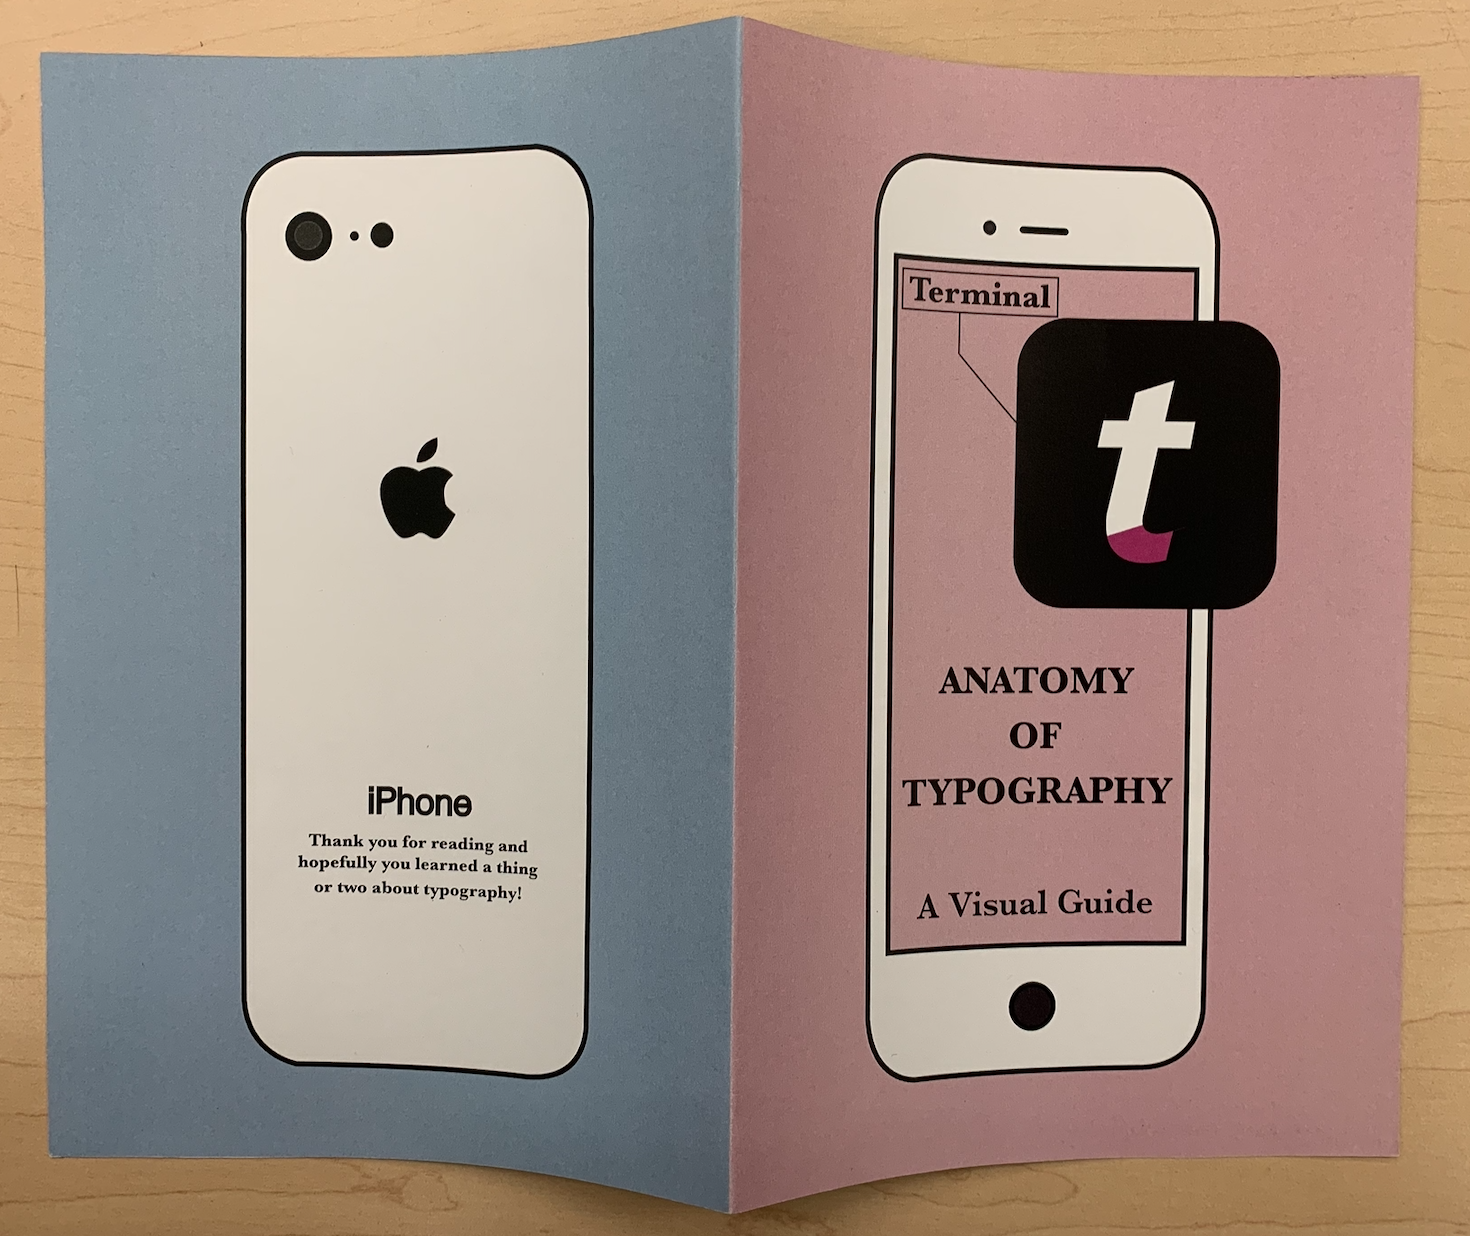 iPhone
Thank you for reading and
hopefully you learned a thing
or two about typography!
Terminal
t
ANATOMY
OF
TYPOGRAPHY
A Visual Guide